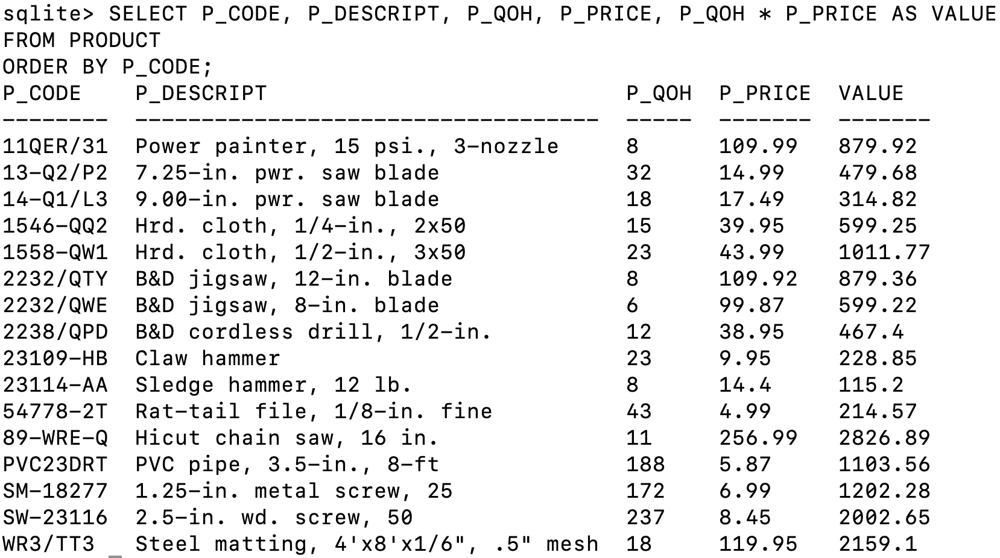 sqlite> SELECT P_CODE, P_DESCRIPT, P_QOH, P_PRICE, P_QOH * P_PRICE AS VALUE
FROM PRODUCT
ORDER BY P_CODE;
P_CODE    P_DESCRIPT                           P_QOH  P_PRICE  VALUE
--------  -----------------------------------  -----  -------  -------
11QER/31  Power painter, 15 psi., 3-nozzle     8      109.99   879.92
13-Q2/P2  7.25-in. pwr. saw blade              32     14.99    479.68
14-Q1/L3  9.00-in. pwr. saw blade              18     17.49    314.82
1546-QQ2  Hrd. cloth, 1/4-in., 2x50            15     39.95    599.25
1558-QW1  Hrd. cloth, 1/2-in., 3x50            23     43.99    1011.77
2232/QTY  B&D jigsaw, 12-in. blade             8      109.92   879.36
2232/QWE  B&D jigsaw, 8-in. blade              6      99.87    599.22
2238/QPD  B&D cordless drill, 1/2-in.          12     38.95    467.4
23109-HB  Claw hammer                          23     9.95     228.85
23114-AA  Sledge hammer, 12 lb.                8      14.4     115.2
54778-2T  Rat-tail file, 1/8-in. fine          43     4.99     214.57
89-WRE-Q  Hicut chain saw, 16 in.              11     256.99   2826.89
PVC23DRT  PVC pipe, 3.5-in., 8-ft              188    5.87     1103.56
SM-18277  1.25-in. metal screw, 25             172    6.99     1202.28
SW-23116  2.5-in. wd. screw, 50                237    8.45     2002.65
WR3/TT3   Steel matting, 4'x8'x1/6", .5" mesh  18     119.95   2159.1